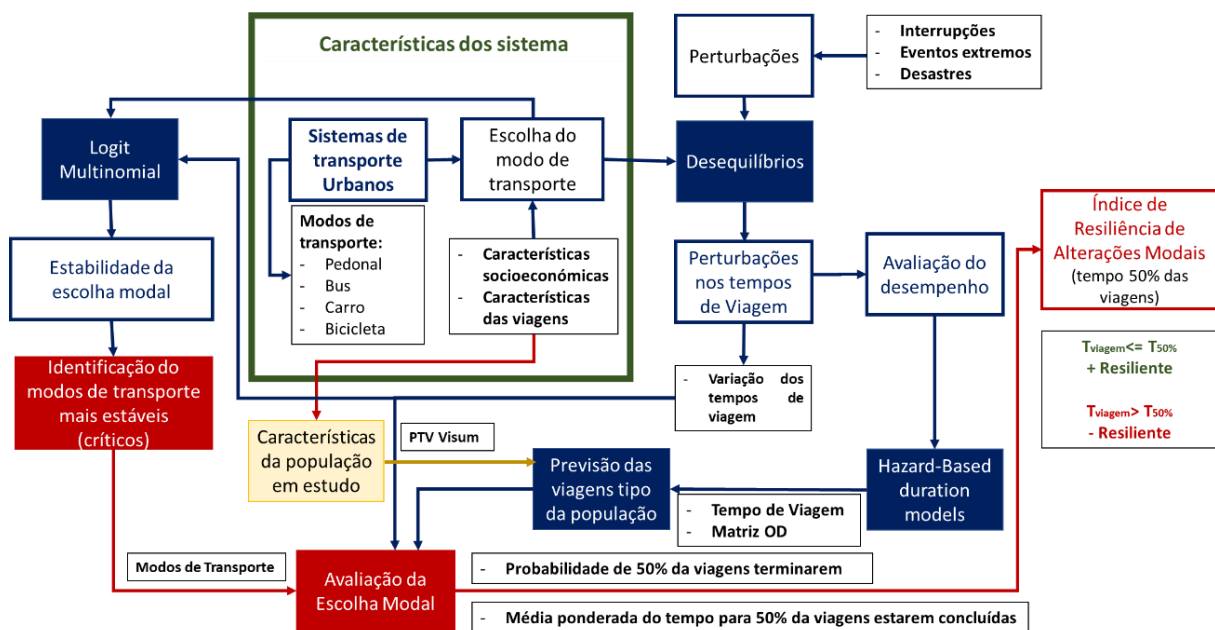 Características dos sistema
Perturbações
- Interrupções
- Eventos extremos
- Desastres
Logit
Multinomial
Sistemas de
transporte
Urbanos
Escolha do
modo de
transporte
Desequilíbrios
Modos de
transporte:
- Pedonal
- Bus
- Carro
- Bicicleta
- Características
socioeconómicas
- Características
das viagens
Estabilidade da
escolha modal
Perturbações
nos tempos
de Viagem
Avaliação do
desempenho
Índice de
Resiliência de
Alterações Modais
(tempo 50% das
viagens)
Tviagem<= T50%
+ Resiliente
Tviagem> T50%
- Resiliente
Identificação do
modos de transporte
mais estáveis
(críticos)
- Variação dos
tempos de
viagem
Características
da população
em estudo
PTV Visum
Previsão das
viagens tipo
da população
- Tempo de Viagem
- Matriz OD
Hazard-Based
duration
models
Modos de Transporte
Avaliação da
Escolha Modal
- Probabilidade de 50% da viagens terminarem
- Média ponderada do tempo para 50% da viagens estarem concluídas